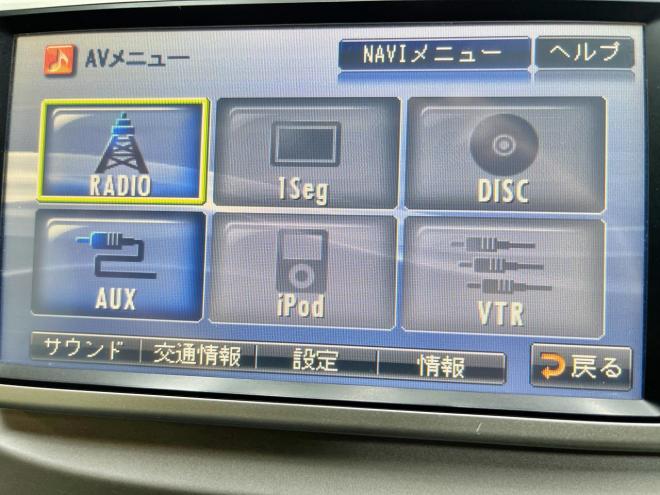 AVメニュー NAVIメニュー ヘルプ
RADIO 1Seg DISC
AUX iPod VTR
サウンド 交通情報 設定 情報 戻る